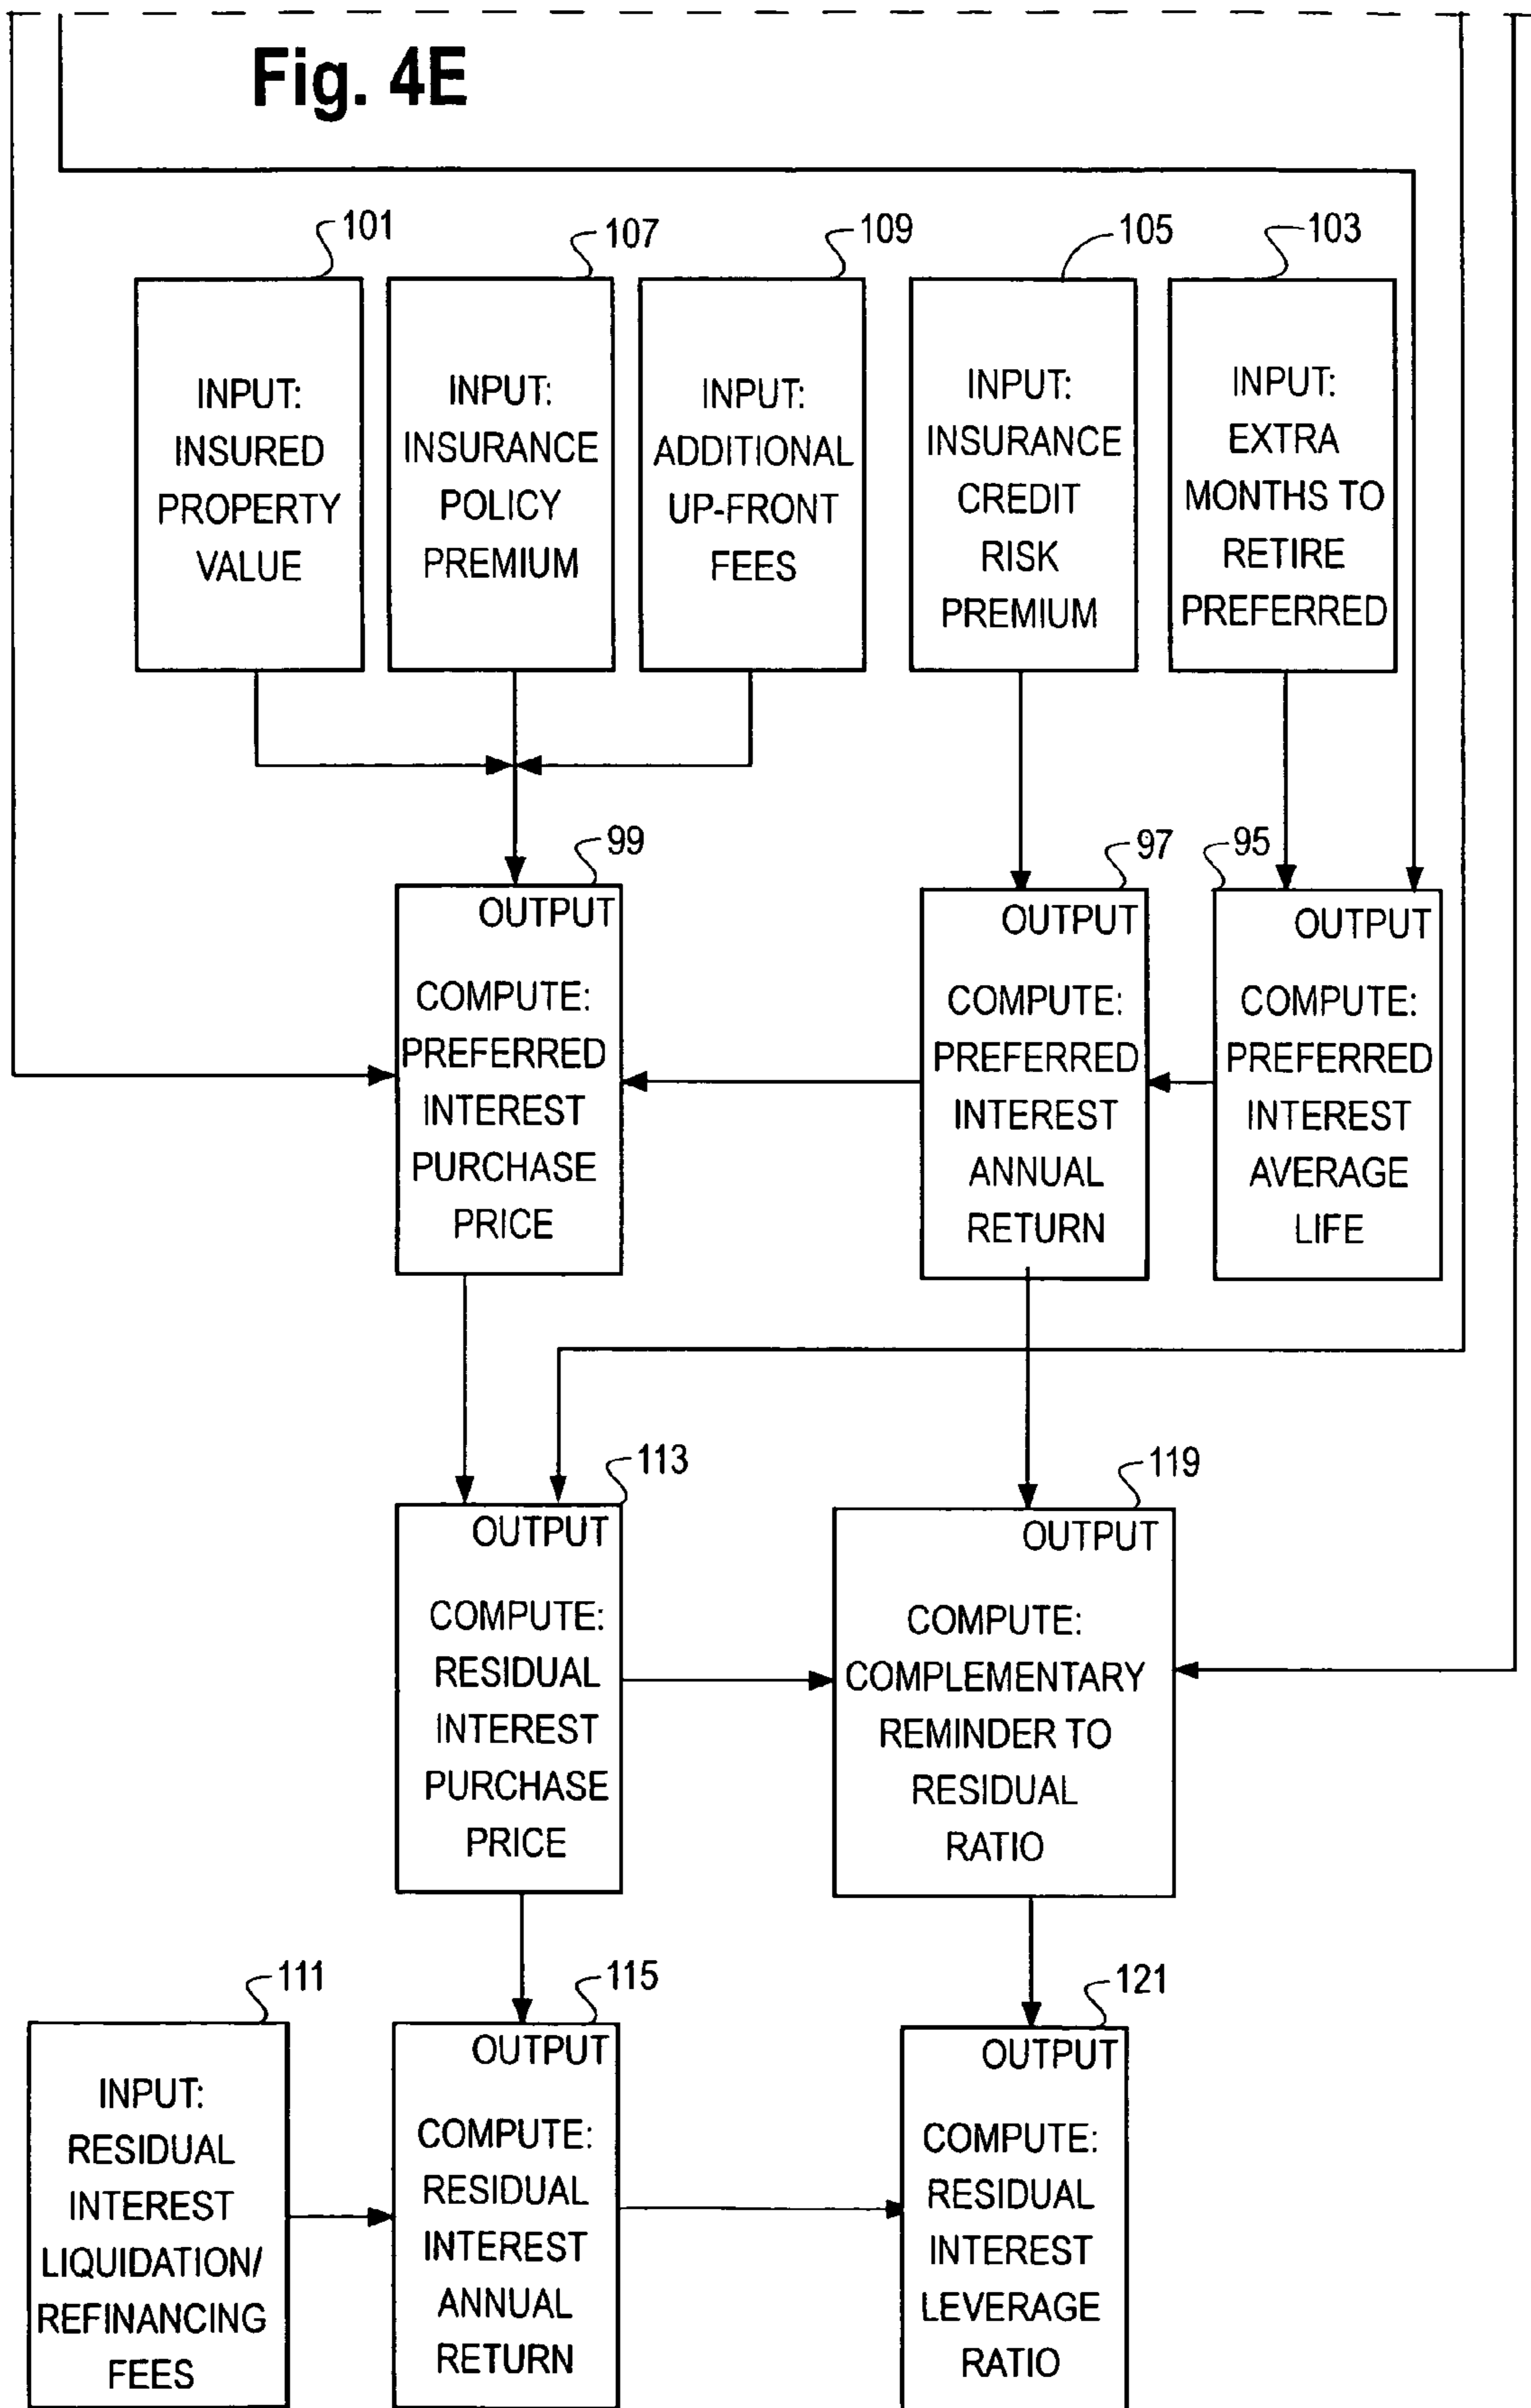 Fig. 4E
101
107
109
105
103
INPUT:
INSURED
PROPERTY
VALUE
INPUT:
INSURANCE
POLICY
PREMIUM
INPUT:
ADDITIONAL
UP-FRONT
FEES
INPUT:
INSURANCE
CREDIT
RISK
PREMIUM
INPUT:
EXTRA
MONTHS TO
RETIRE
PREFERRED
99
97
95
OUTPUT
COMPUTE:
PREFERRED
INTEREST
PURCHASE
PRICE
OUTPUT
COMPUTE:
PREFERRED
INTEREST
ANNUAL
RETURN
OUTPUT
COMPUTE:
PREFERRED
INTEREST
AVERAGE
LIFE
113
119
OUTPUT
COMPUTE:
RESIDUAL
INTEREST
PURCHASE
PRICE
OUTPUT
COMPUTE:
COMPLEMENTARY
REMINDER TO
RESIDUAL
RATIO
111
115
121
INPUT:
RESIDUAL
INTEREST
LIQUIDATION/
REFINANCING
FEES
OUTPUT
COMPUTE:
RESIDUAL
INTEREST
ANNUAL
RETURN
OUTPUT
COMPUTE:
RESIDUAL
INTEREST
LEVERAGE
RATIO